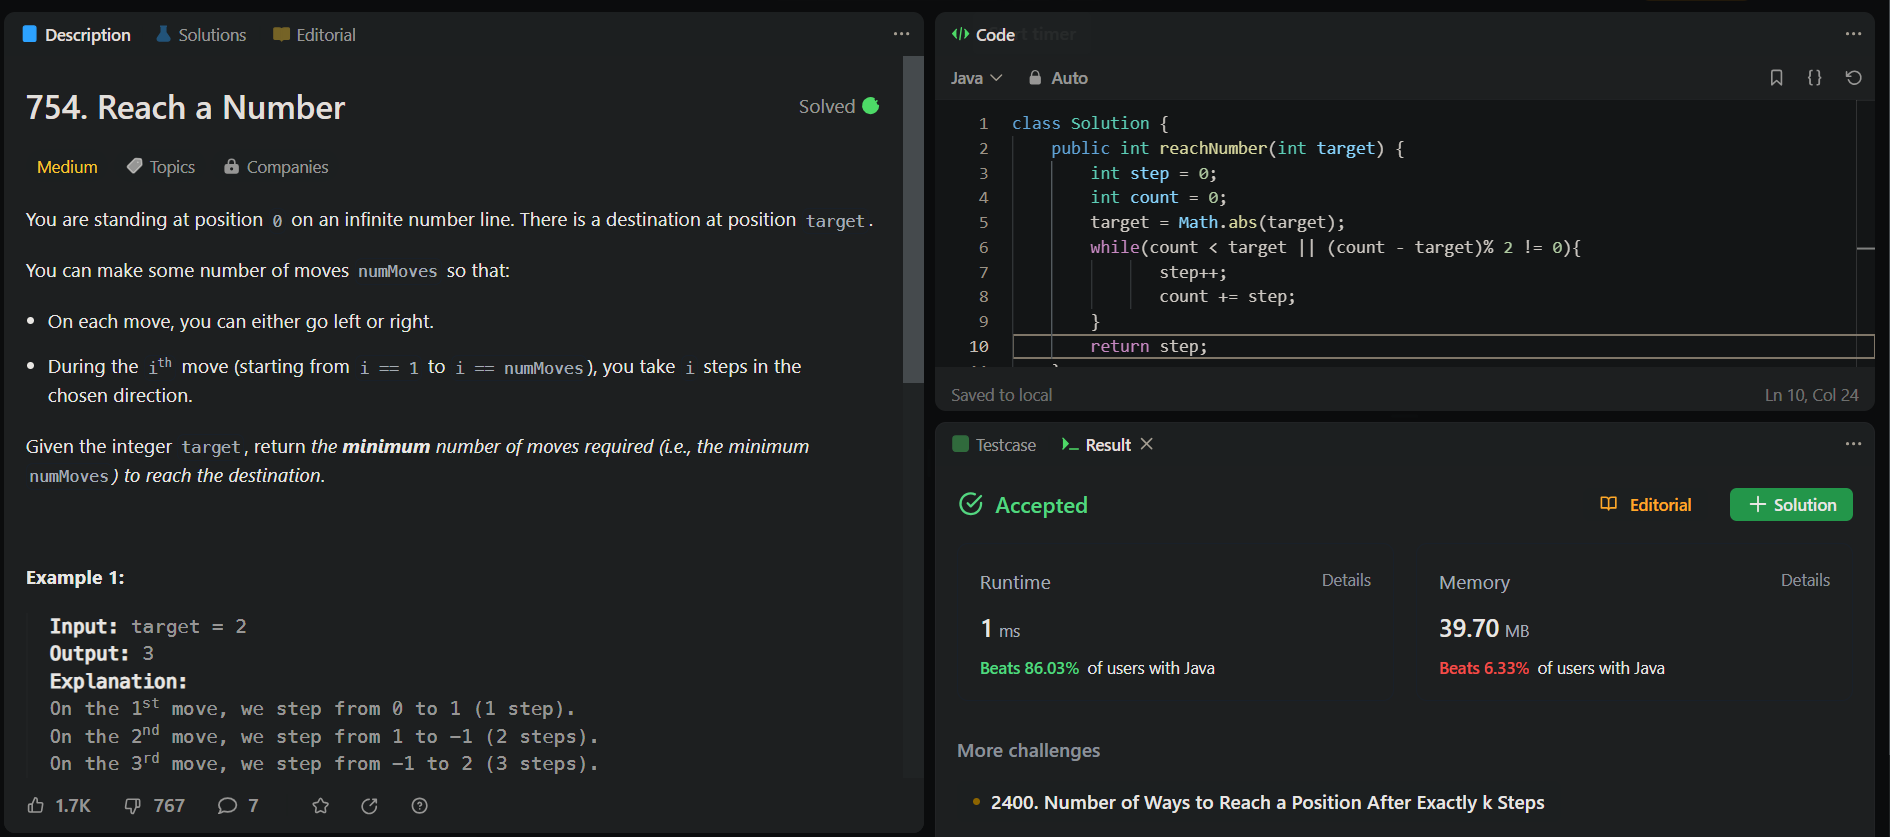 Description Solutions Editorial
754. Reach a Number
Solved
Medium Topics Companies
You are standing at position 0 on an infinite number line. There is a destination at position target.
You can make some number of moves numMoves so that:
• On each move, you can either go left or right.
• During the ith move (starting from i == 1 to i == numMoves), you take i steps in the
chosen direction.
Given the integer target, return the minimum number of moves required (i.e., the minimum
numMoves) to reach the destination.
Example 1:
Input: target = 2
Output: 3
Explanation:
On the 1st move, we step from 0 to 1 (1 step).
On the 2nd move, we step from 1 to -1 (2 steps).
On the 3rd move, we step from -1 to 2 (3 steps).
1.7K 767 7
</> Code
Java Auto
1 class Solution {
2 public int reachNumber(int target) {
3 int step = 0;
4 int count = 0;
5 target = Math.abs(target);
6 while(count < target || (count - target)% 2 != 0){
7 step++;
8 count += step;
9 }
10 return step;
Saved to local Ln 10, Col 24
Testcase Result
Accepted
Editorial
+ Solution
Runtime Details
1 ms
Beats 86.03% of users with Java
Memory Details
39.70 MB
Beats 6.33% of users with Java
More challenges
• 2400. Number of Ways to Reach a Position After Exactly k Steps